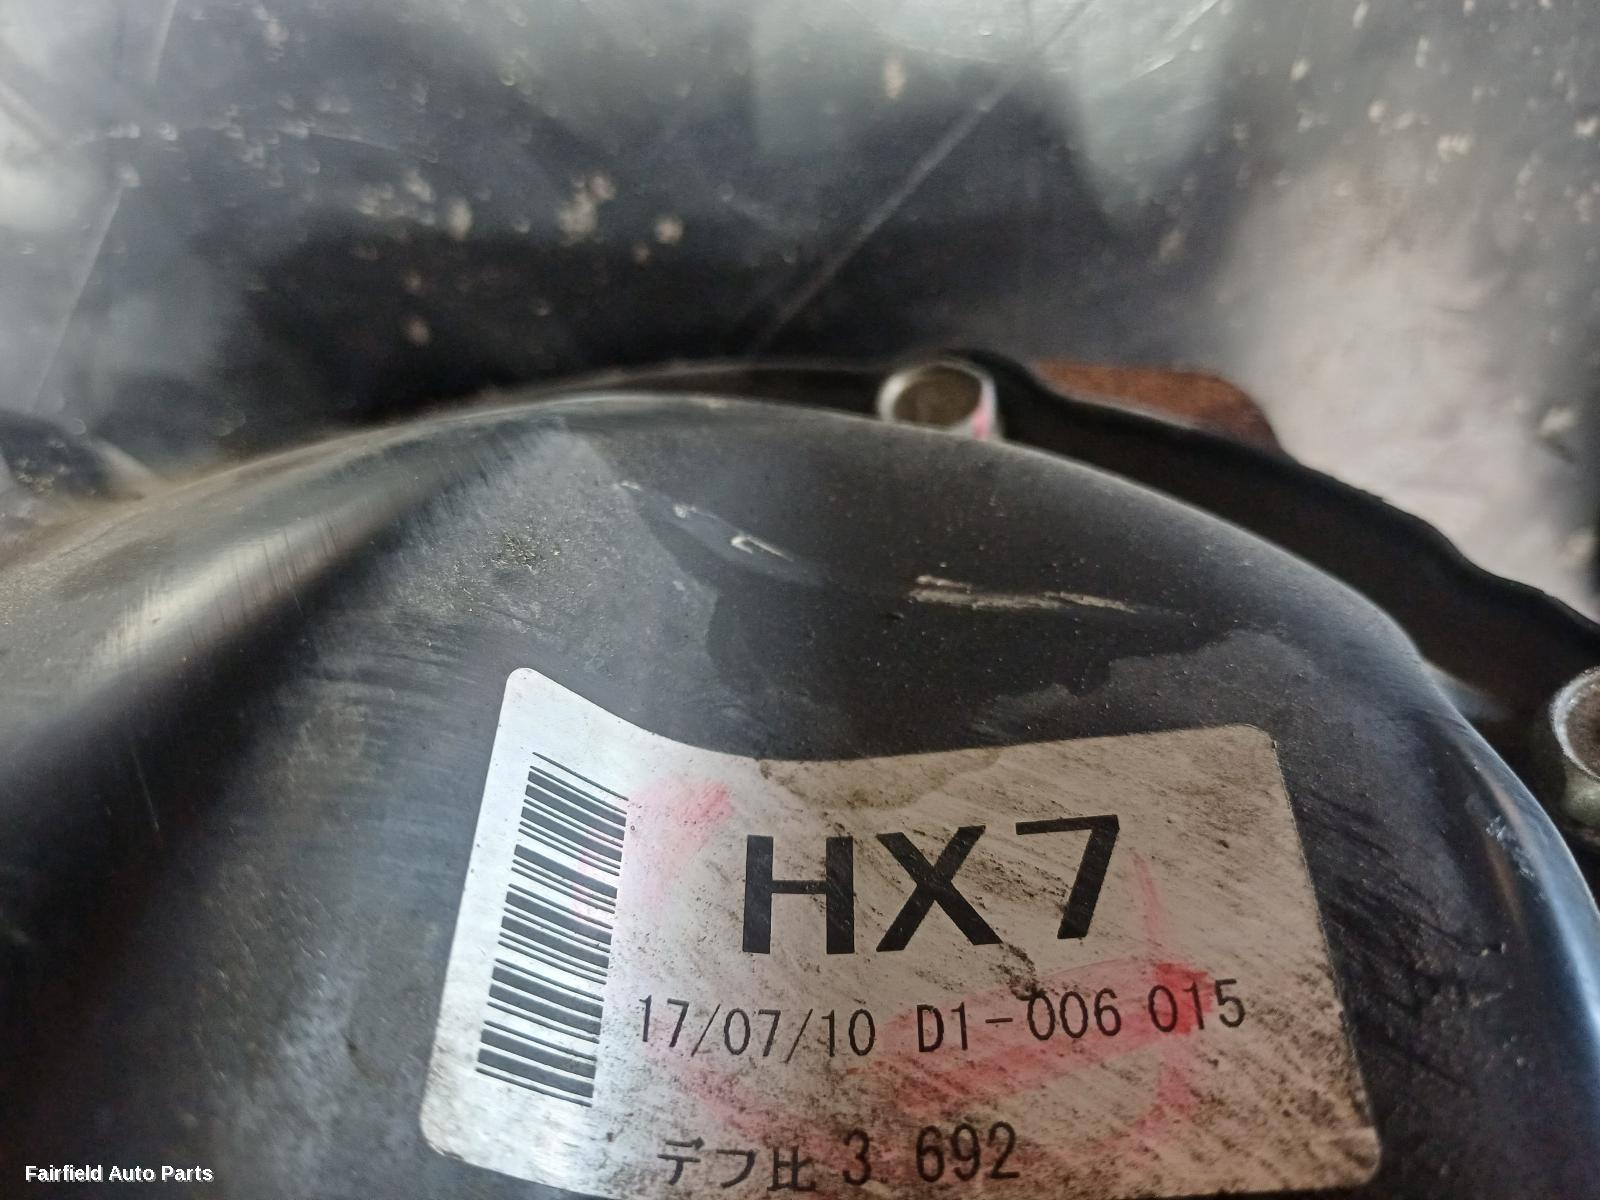 HX7
17/07/10 D1-006 015
デフ比 3 692
Fairfield Auto Parts